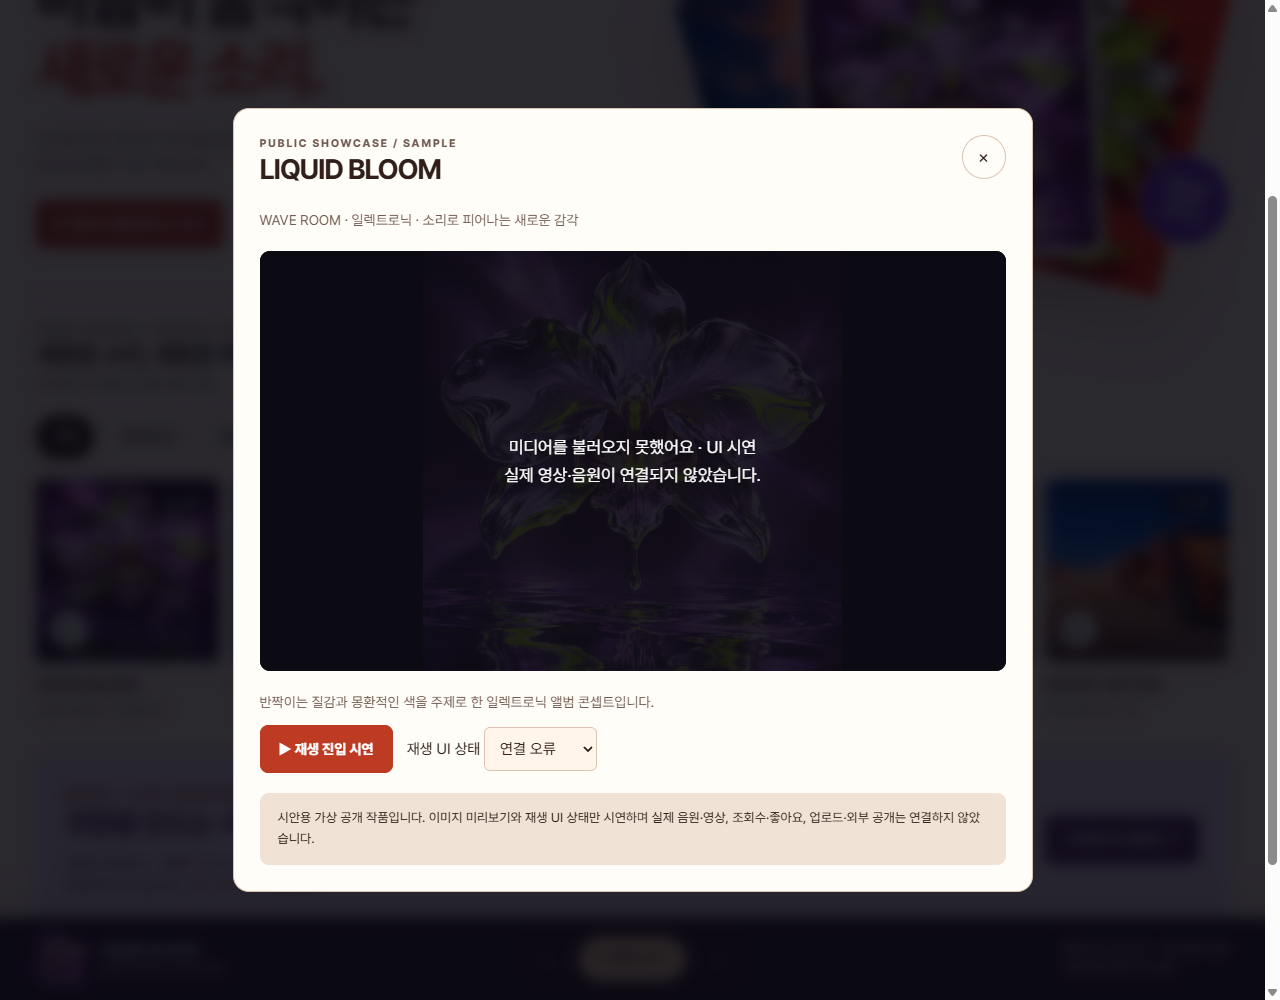 새로운 소리.
PUBLIC SHOWCASE / SAMPLE
LIQUID BLOOM
×
WAVE ROOM · 일렉트로닉 · 소리로 피어나는 새로운 감각
미디어를 불러오지 못했어요 · UI 시연
실제 영상·음원이 연결되지 않았습니다.
반짝이는 질감과 몽환적인 색을 주제로 한 일렉트로닉 앨범 콘셉트입니다.
▶ 재생 진입 시연 재생 UI 상태 연결 오류
시안용 가상 공개 작품입니다. 이미지 미리보기와 재생 UI 상태만 시연하며 실제 음원·영상, 조회수·좋아요, 업로드·외부 공개는 연결하지 않았
습니다.